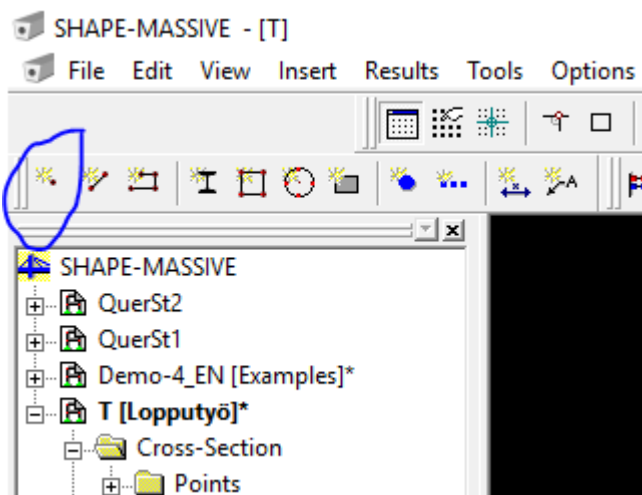 SHAPE-MASSIVE - [T]
File Edit View Insert Results Tools Options
SHAPE-MASSIVE
QuerSt2
QuerSt1
Demo-4_EN [Examples]*
T [Lopputyö]*
Cross-Section
Points